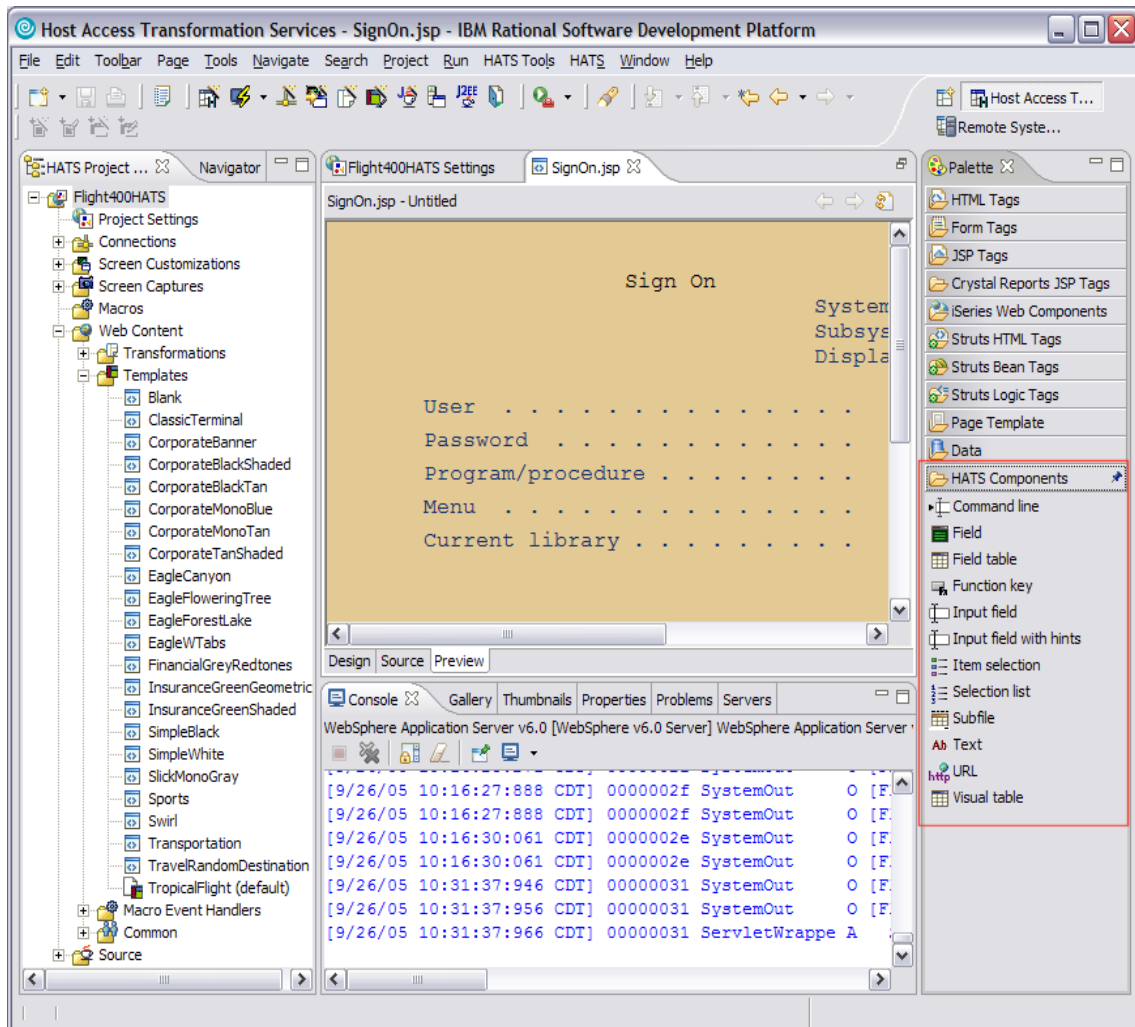 Host Access Transformation Services - SignOn.jsp - IBM Rational Software Development Platform
File Edit Toolbar Page Tools Navigate Search Project Run HATS Tools HATS Window Help
Host Access T...
Remote Syste...
HATS Project ...
Navigator
Flight400HATS
Project Settings
Connections
Screen Customizations
Screen Captures
Macros
Web Content
Transformations
Templates
Blank
ClassicTerminal
CorporateBanner
CorporateBlackShaded
CorporateBlackTan
CorporateMonoBlue
CorporateMonoTan
CorporateTanShaded
EagleCanyon
EagleFloweringTree
EagleForestLake
EagleWTabs
FinancialGreyRedtones
InsuranceGreenGeometric
InsuranceGreenShaded
SimpleBlack
SimpleWhite
SlickMonoGray
Sports
Swirl
Transportation
TravelRandomDestination
TropicalFlight (default)
Macro Event Handlers
Common
Source
Flight400HATS Settings
SignOn.jsp
SignOn.jsp - Untitled
Sign On
System
Subsys
Displa
User . . . . . . . . . . . . . .
Password . . . . . . . . . . . .
Program/procedure . . . . . . . .
Menu . . . . . . . . . . . . . .
Current library . . . . . . . . .
Design Source Preview
Console Gallery Thumbnails Properties Problems Servers
WebSphere Application Server v6.0 [WebSphere v6.0 Server] WebSphere Application Server
[9/26/05 10:16:27:888 CDT] 0000002f SystemOut O [F
[9/26/05 10:16:27:888 CDT] 0000002f SystemOut O [F
[9/26/05 10:16:30:061 CDT] 0000002e SystemOut O [F
[9/26/05 10:16:30:061 CDT] 0000002e SystemOut O [F
[9/26/05 10:31:37:946 CDT] 00000031 SystemOut O [F
[9/26/05 10:31:37:956 CDT] 00000031 SystemOut O [F
[9/26/05 10:31:37:966 CDT] 00000031 ServletWrappe A
Palette
HTML Tags
Form Tags
JSP Tags
Crystal Reports JSP Tags
iSeries Web Components
Struts HTML Tags
Struts Bean Tags
Struts Logic Tags
Page Template
Data
HATS Components
Command line
Field
Field table
Function key
Input field
Input field with hints
Item selection
Selection list
Subfile
Ab Text
http URL
Visual table